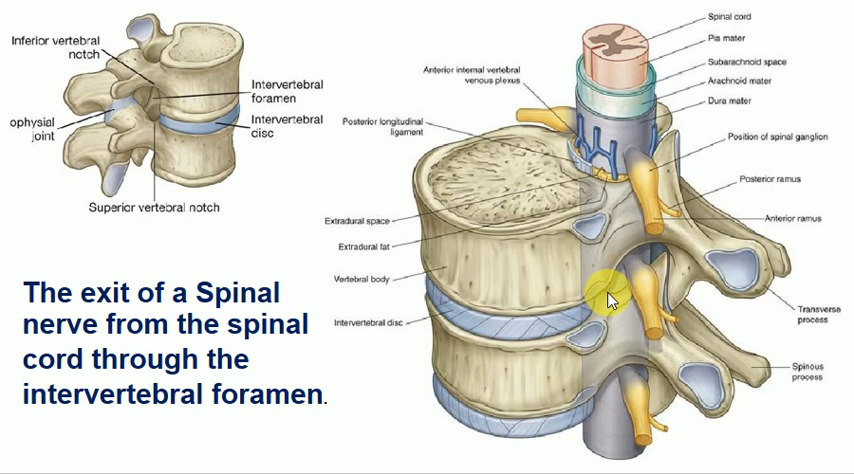 Inferior vertebral
notch
Intervertebral
foramen
ophysial
joint
Intervertebral
disc
Superior vertebral notch
The exit of a Spinal
nerve from the spinal
cord through the
intervertebral foramen.
Spinal cord
Pia mater
Subarachnoid space
Arachnoid mater
Dura mater
Anterior internal vertebral
venous plexus
Posterior longitudinal
ligament
Position of spinal ganglion
Posterior ramus
Anterior ramus
Extradural space
Extradural fat
Vertebral body
Intervertebral disc
Transverse
process
Spinous
process